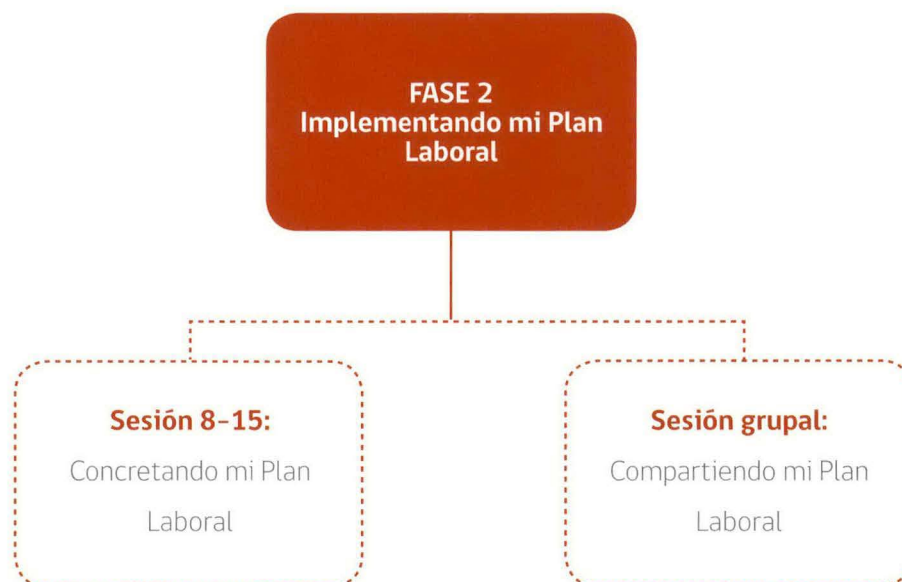 FASE 2
Implementando mi Plan
Laboral
Sesión 8-15:
Concretando mi Plan
Laboral
Sesión grupal:
Compartiendo mi Plan
Laboral